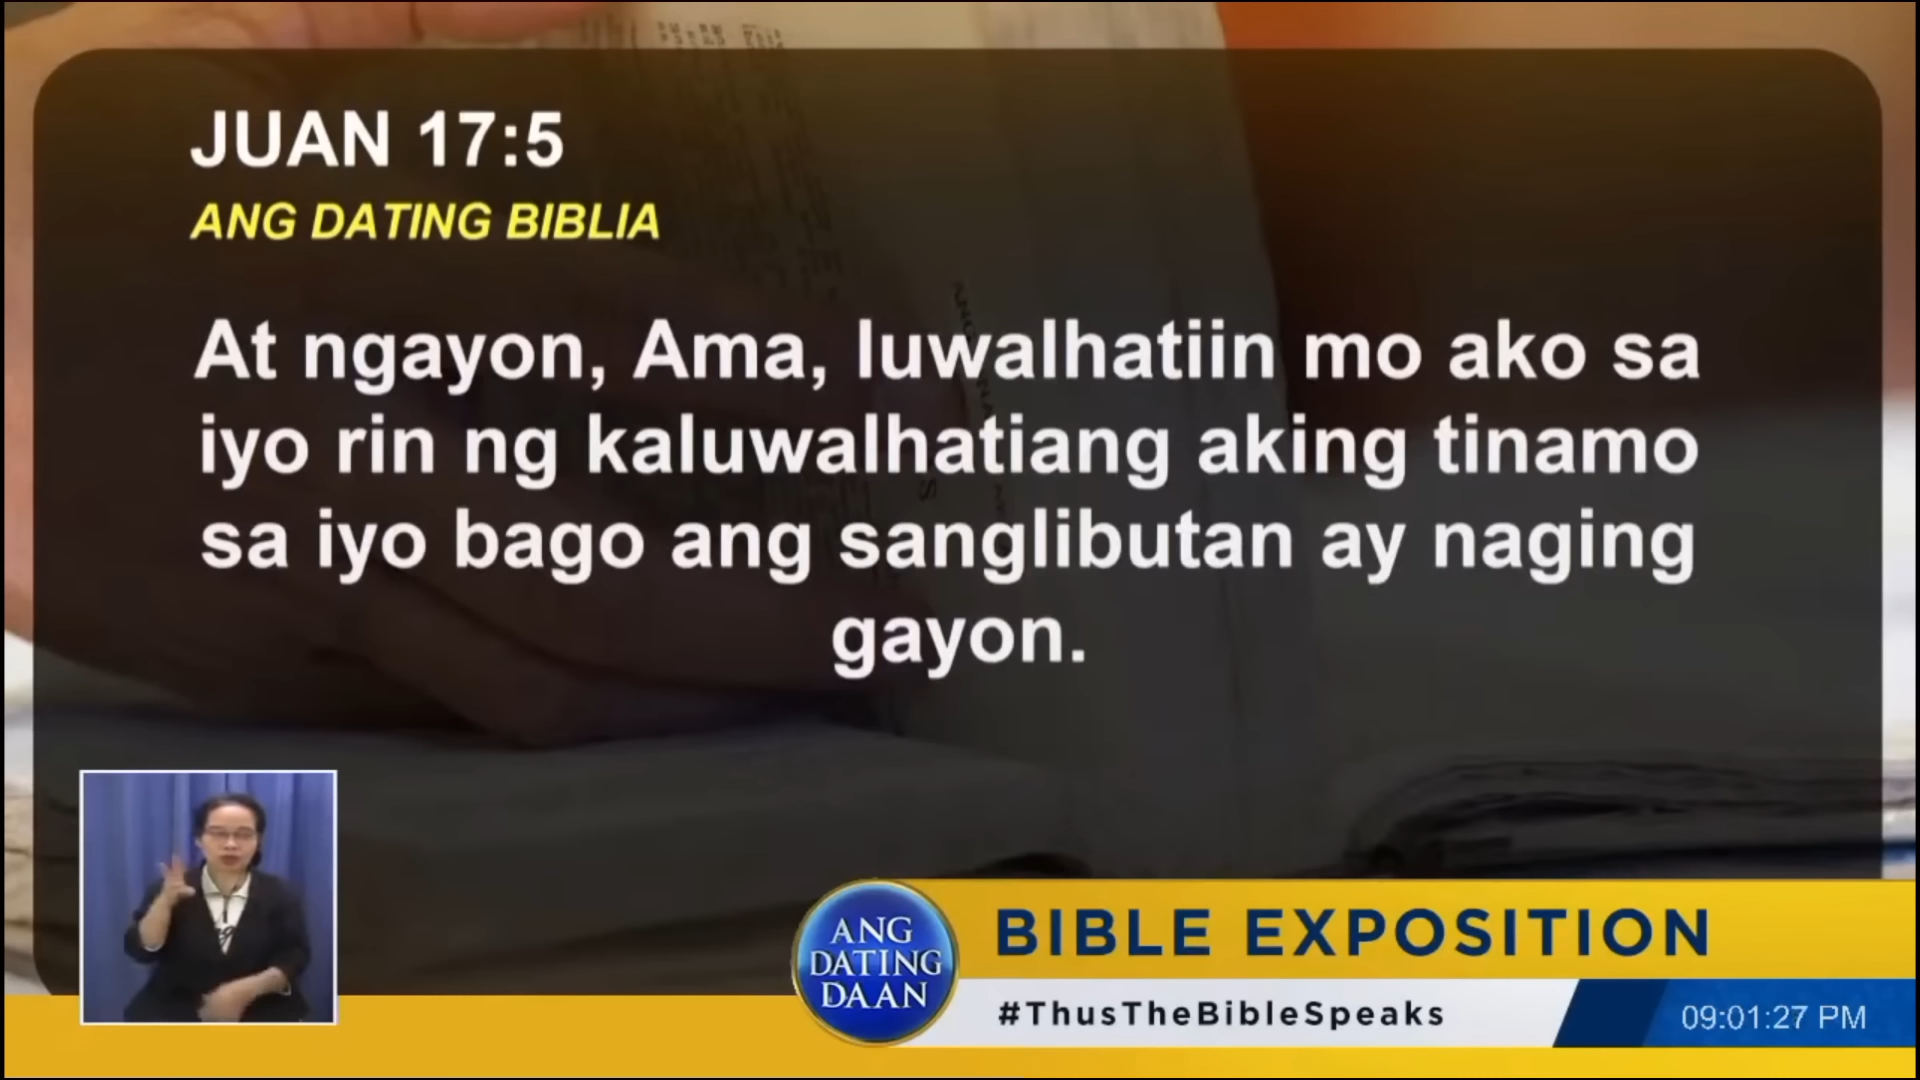 JUAN 17:5
ANG DATING BIBLIA
At ngayon, Ama, luwalhatiin mo ako sa
iyo rin ng kaluwalhatiang aking tinamo
sa iyo bago ang sanglibutan ay naging
gayon.
ANG
DATING
DAAN
BIBLE EXPOSITION
#ThusTheBibleSpeaks
09:01:27 PM